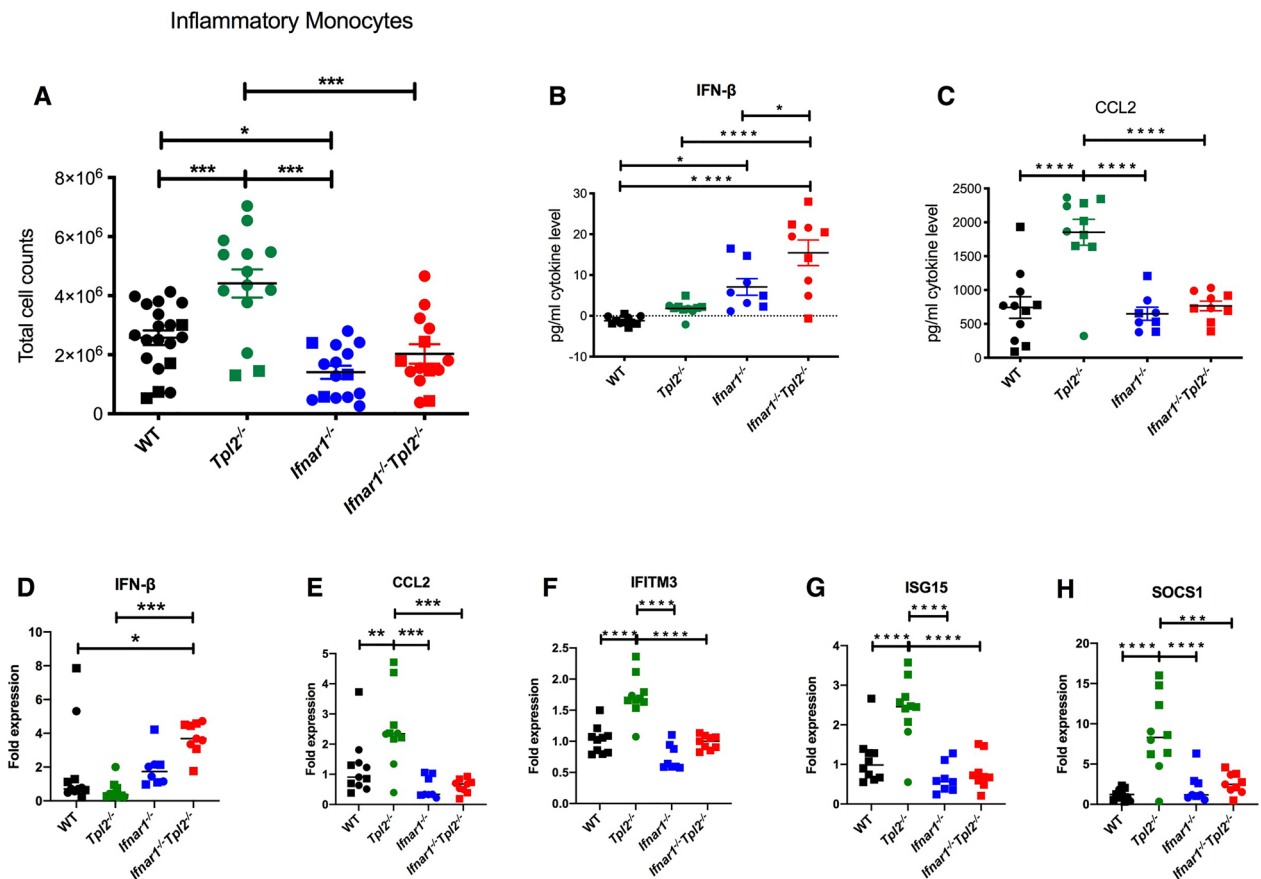 Inflammatory Monocytes
A
***
*
*** ***
Total cell counts
8×10⁶
6×10⁶
4×10⁶
2×10⁶
0
WT
Tpl2-/-
Ifnar1-/-
Ifnar1-/-Tpl2-/-
B
IFN-β
*
****
*
****
pg/ml cytokine level
30
20
10
0
-10
WT
Tpl2-/-
Ifnar1-/-
Ifnar1-/-Tpl2-/-
C
CCL2
****
**** ****
pg/ml cytokine level
2500
2000
1500
1000
500
0
WT
Tpl2-/-
Ifnar1-/-
Ifnar1-/-Tpl2-/-
D
IFN-β
***
*
Fold expression
10
8
6
4
2
0
WT
Tpl2-/-
Ifnar1-/-
Ifnar1-/-Tpl2-/-
E
CCL2
***
** ***
Fold expression
5
4
3
2
1
0
WT
Tpl2-/-
Ifnar1-/-
Ifnar1-/-Tpl2-/-
F
IFITM3
****
**** ****
Fold expression
2.5
2.0
1.5
1.0
0.5
0.0
WT
Tpl2-/-
Ifnar1-/-
Ifnar1-/-Tpl2-/-
G
ISG15
****
**** ****
Fold expression
4
3
2
1
0
WT
Tpl2-/-
Ifnar1-/-
Ifnar1-/-Tpl2-/-
H
SOCS1
***
**** ****
Fold expression
20
15
10
5
0
WT
Tpl2-/-
Ifnar1-/-
Ifnar1-/-Tpl2-/-